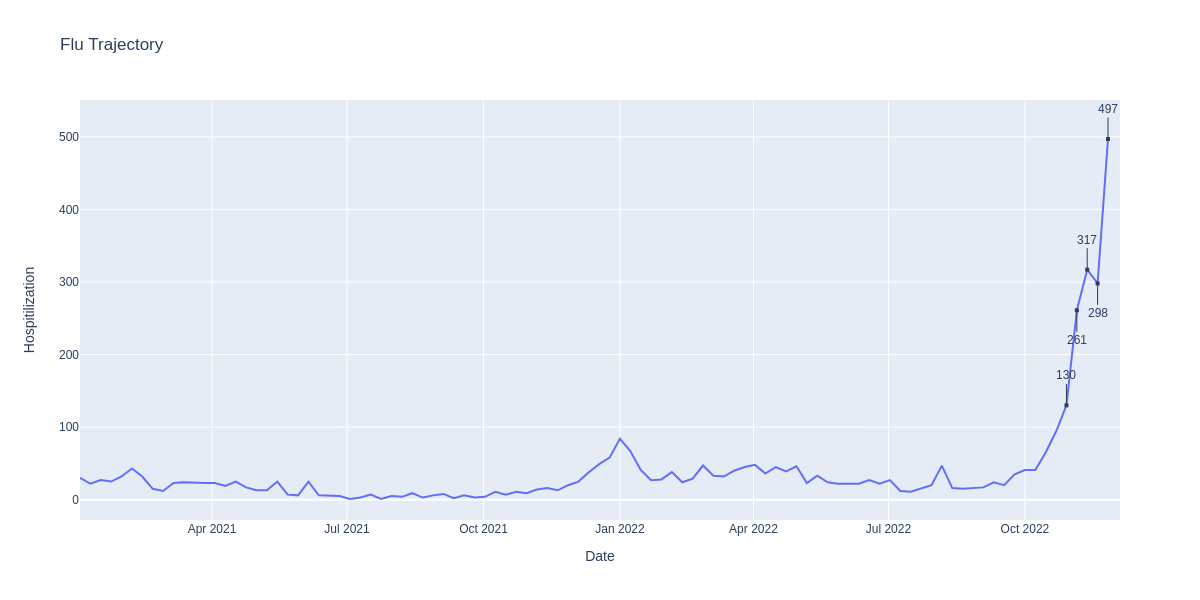 Flu Trajectory
497
500
400
317
300
298
261
200
130
100
0
Hospitilization
Apr 2021
Jul 2021
Oct 2021
Jan 2022
Apr 2022
Jul 2022
Oct 2022
Date